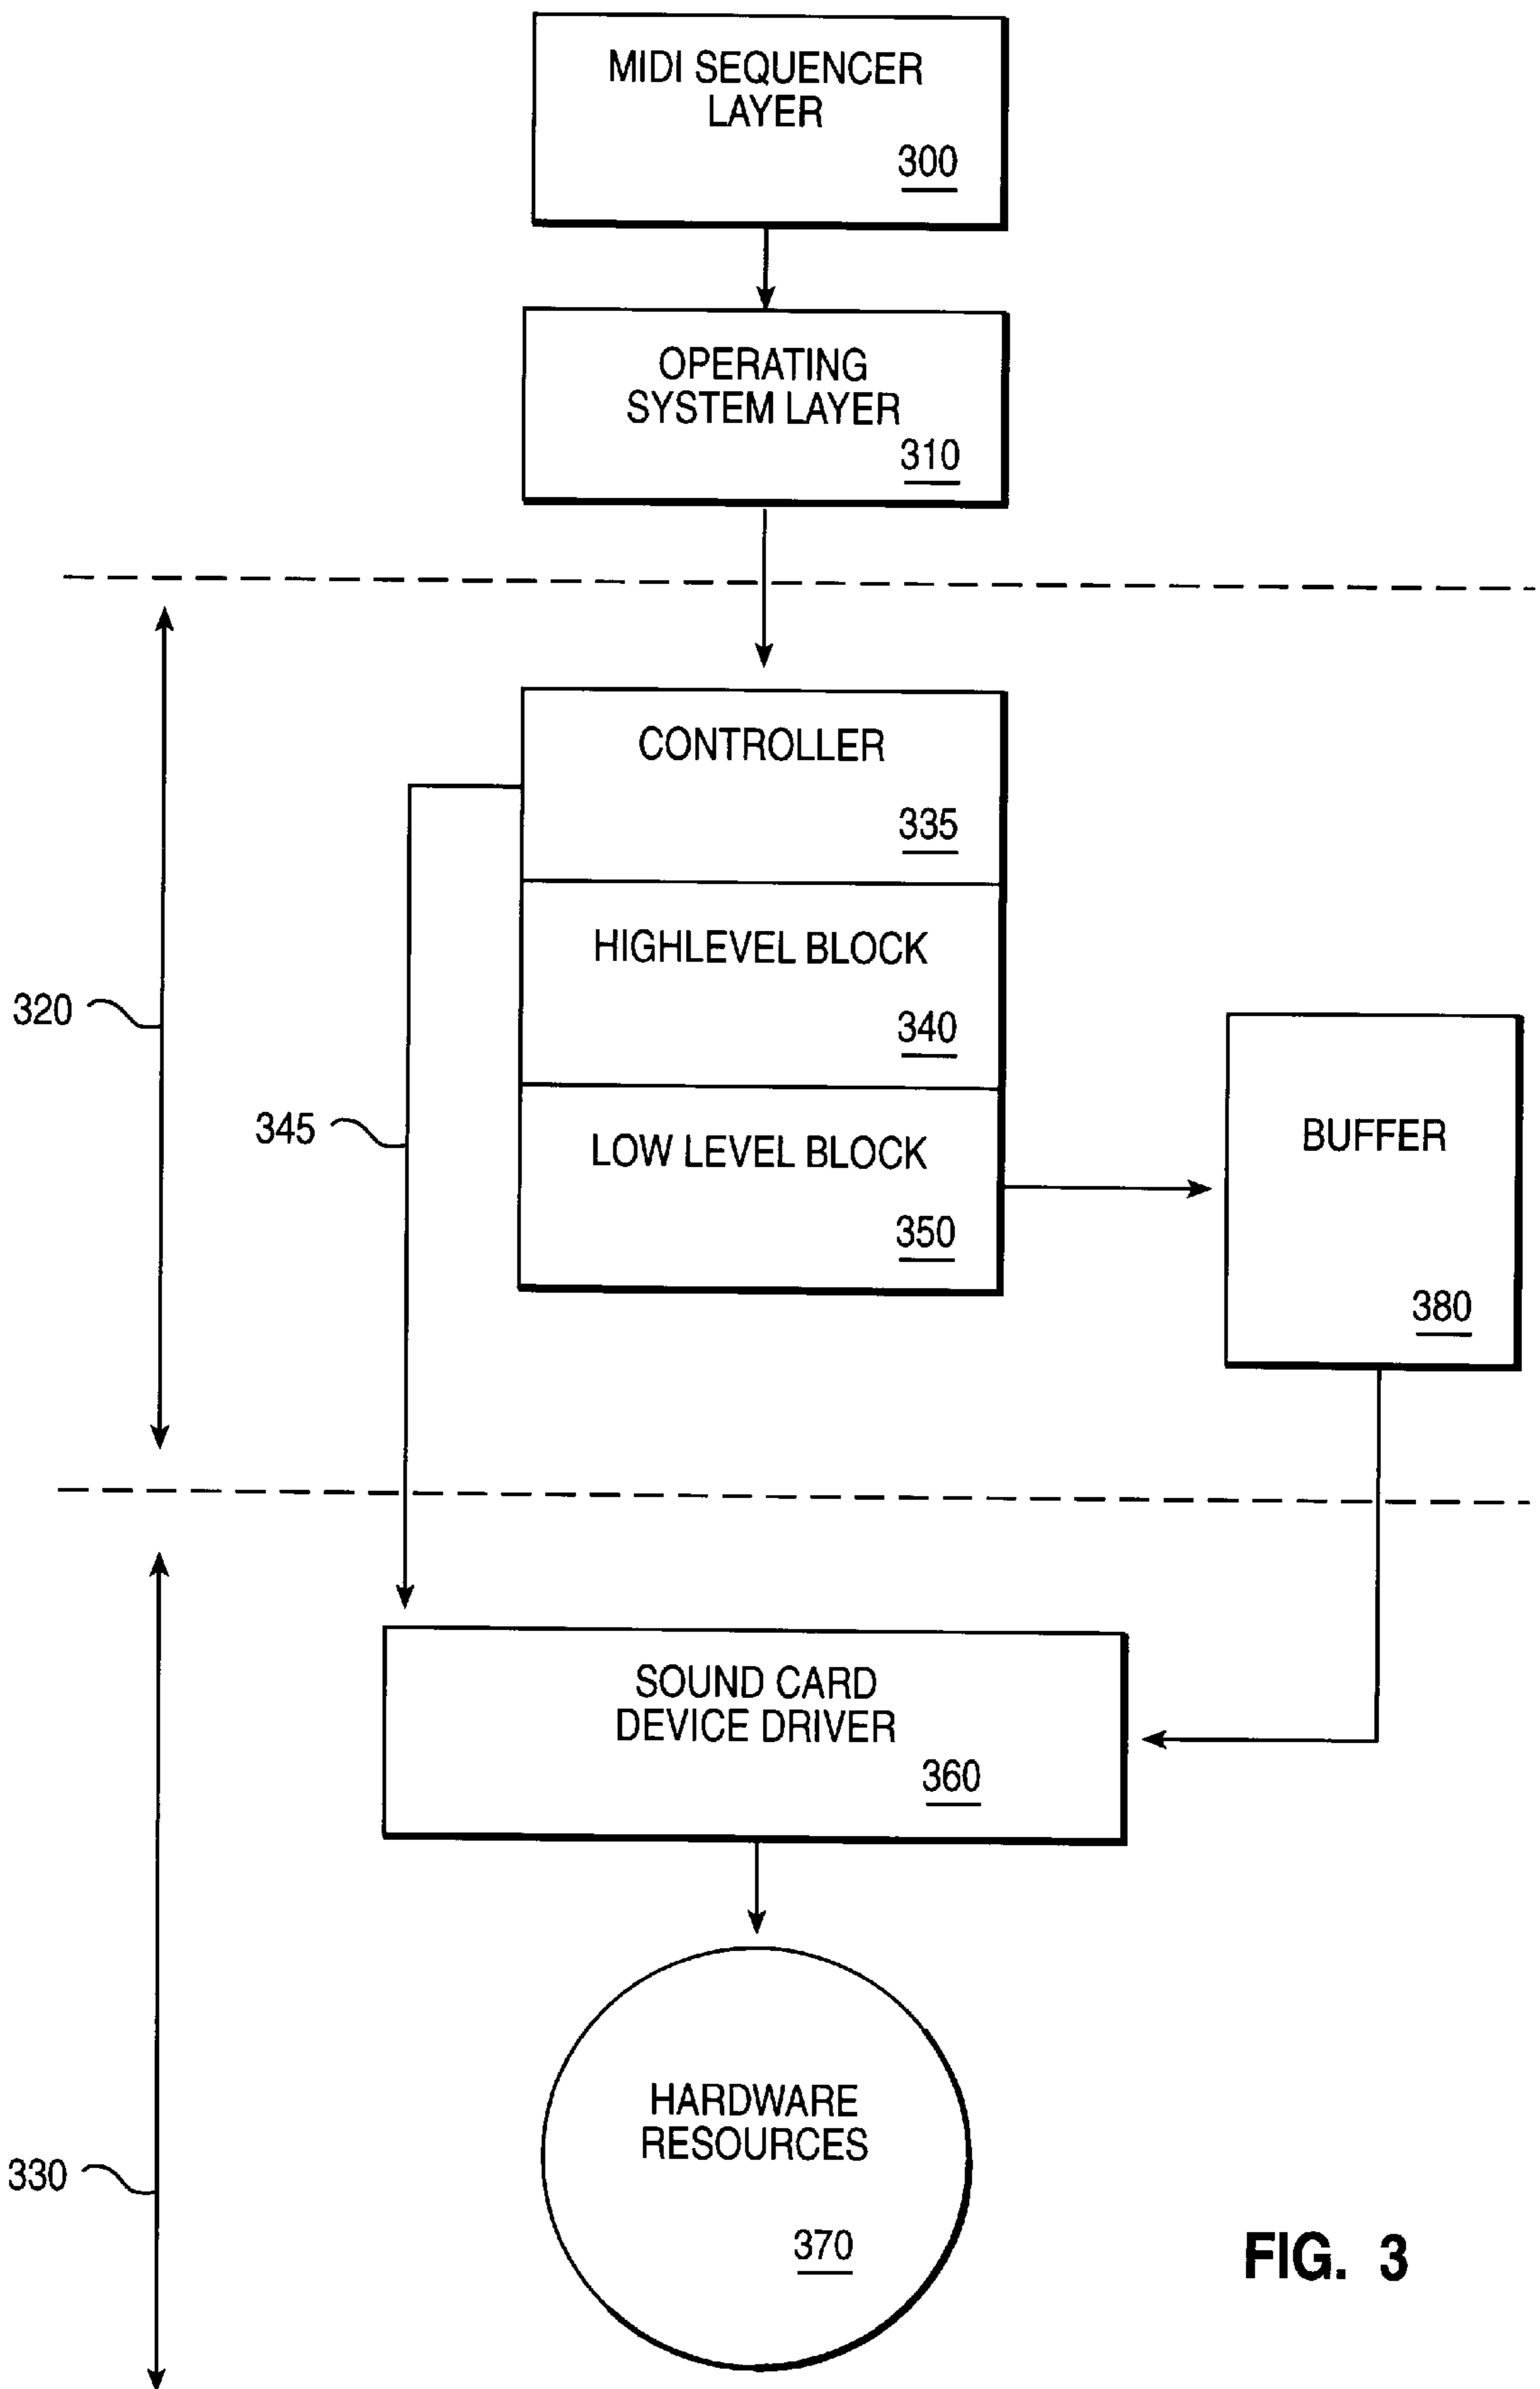 MIDI SEQUENCER
LAYER
300
OPERATING
SYSTEM LAYER
310
CONTROLLER
335
HIGHLEVEL BLOCK
340
320
345
LOW LEVEL BLOCK
350
BUFFER
380
SOUND CARD
DEVICE DRIVER
360
HARDWARE
RESOURCES
370
330
FIG. 3